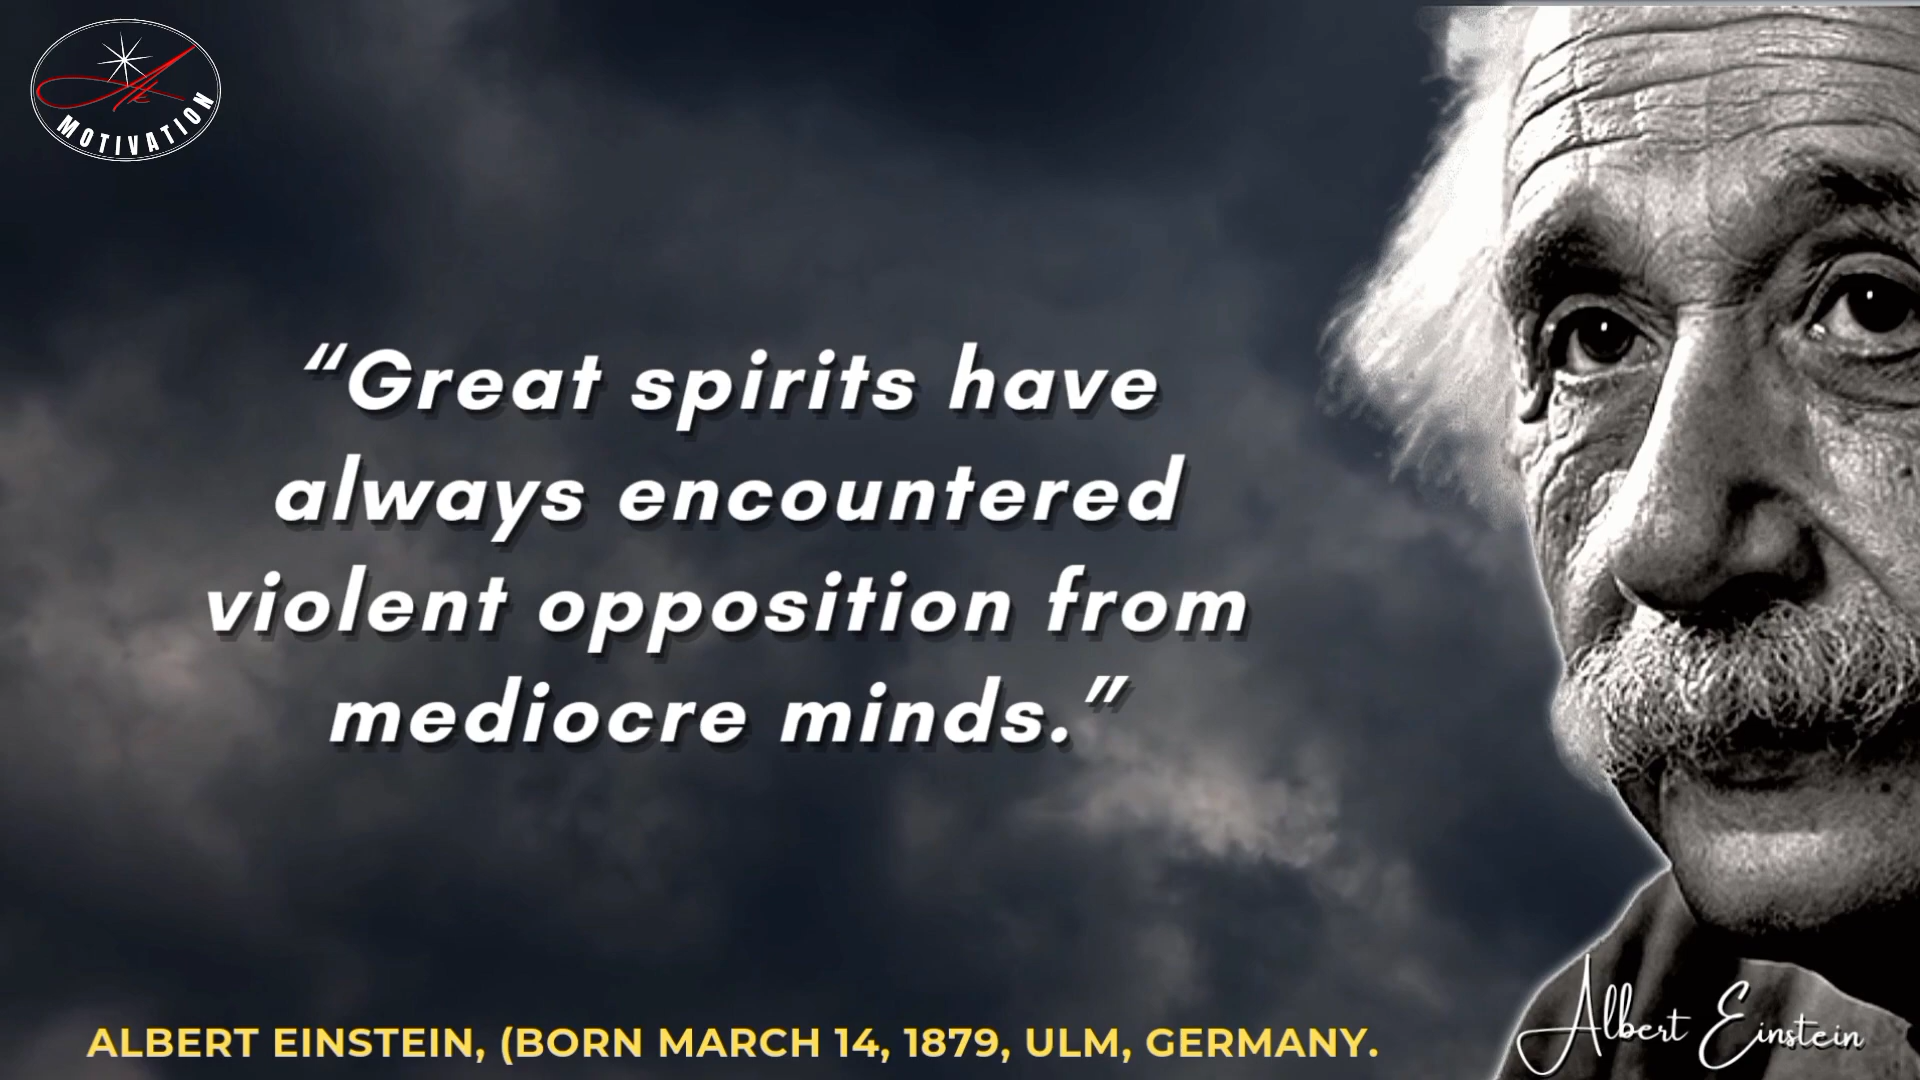 MOTIVATION
“Great spirits have
always encountered
violent opposition from
mediocre minds.”
ALBERT EINSTEIN, (BORN MARCH 14, 1879, ULM, GERMANY.
Albert Einstein